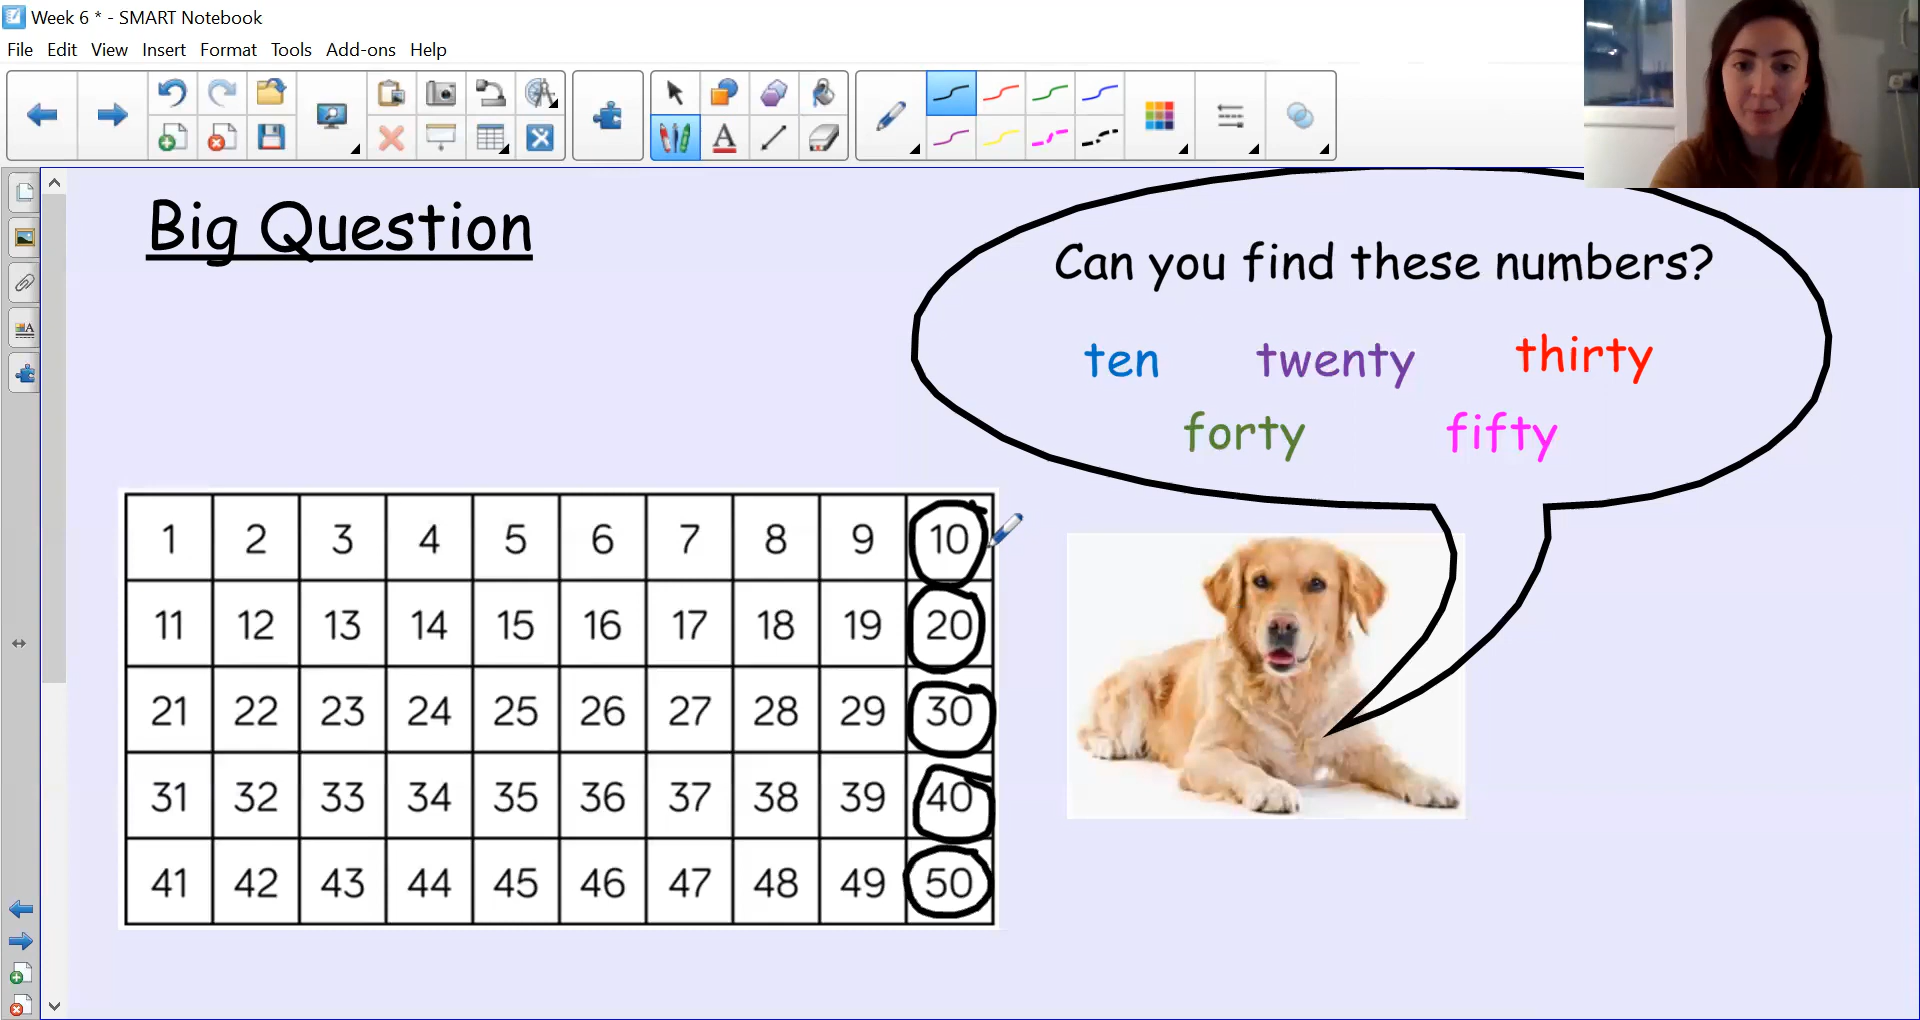 Week 6 * - SMART Notebook
File Edit View Insert Format Tools Add-ons Help
Big Question
Can you find these numbers?
ten twenty thirty
forty fifty
1 2 3 4 5 6 7 8 9 10
11 12 13 14 15 16 17 18 19 20
21 22 23 24 25 26 27 28 29 30
31 32 33 34 35 36 37 38 39 40
41 42 43 44 45 46 47 48 49 50